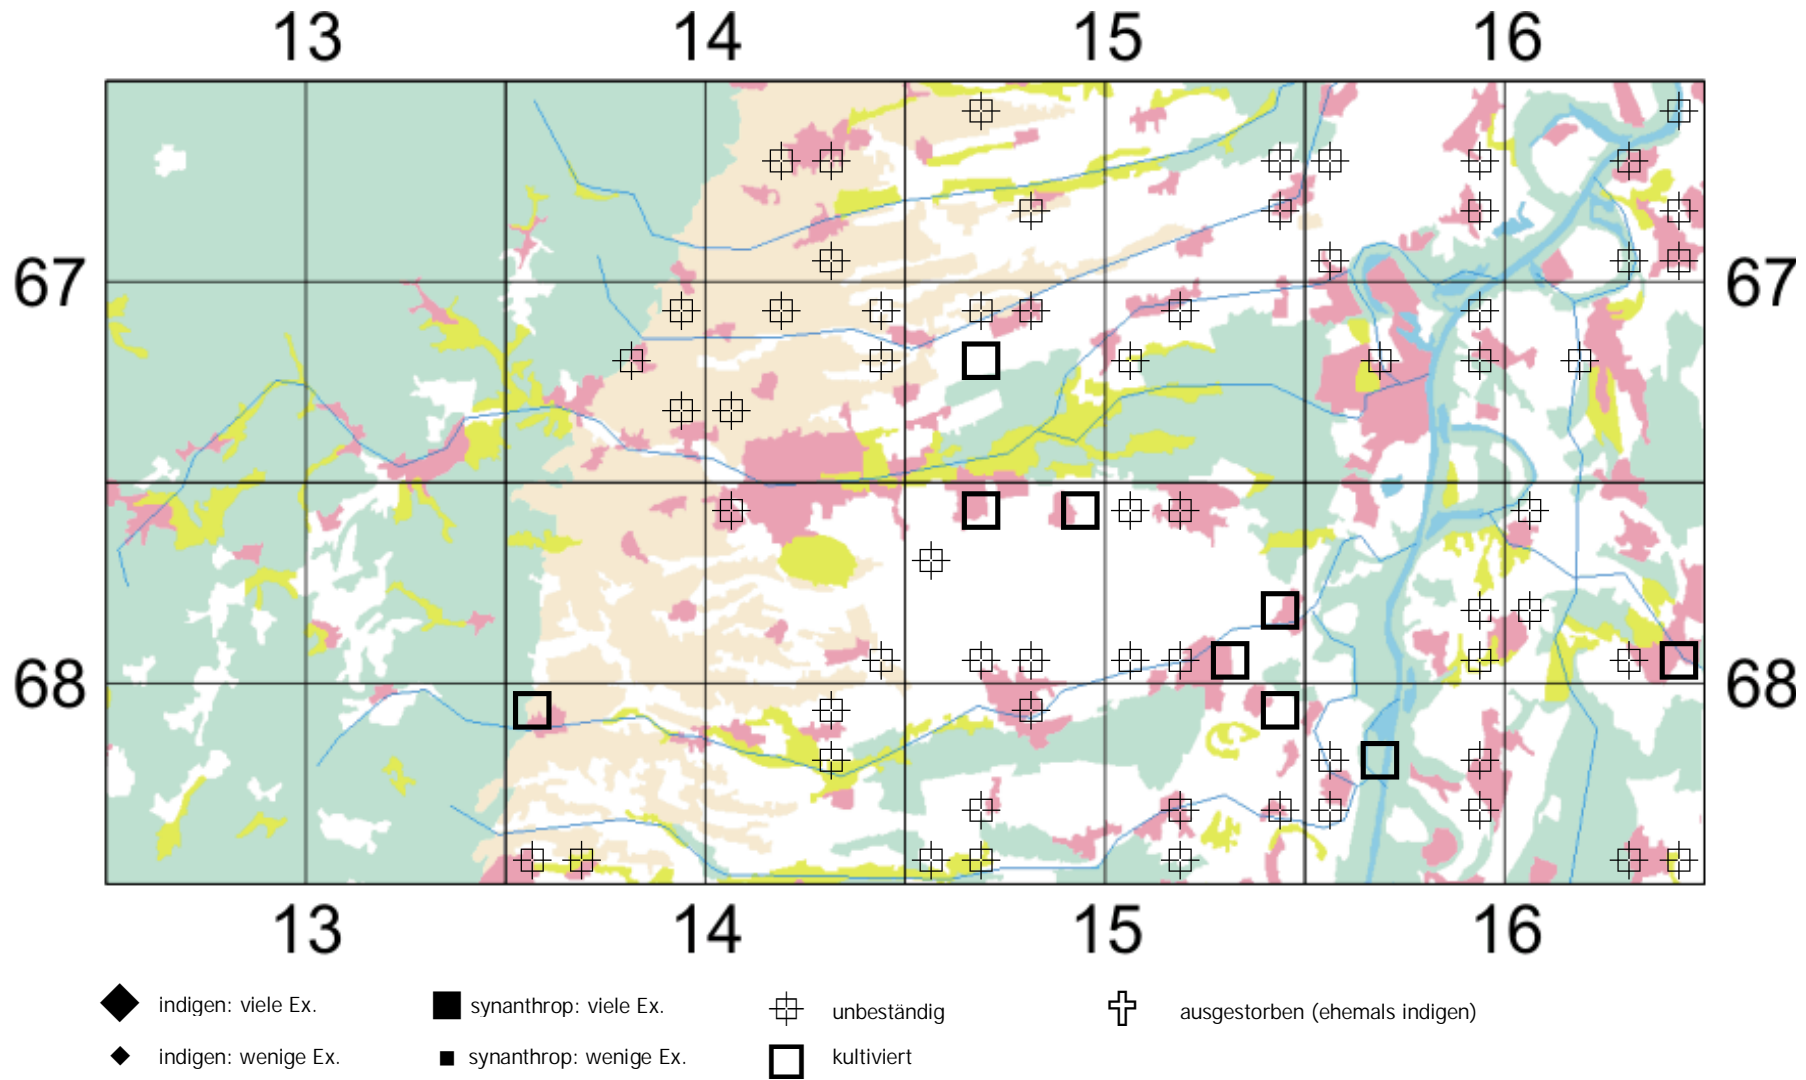 13 14 15 16
67 67
68 68
13 14 15 16
indigen: viele Ex. synanthrop: viele Ex. unbeständig ausgestorben (ehemals indigen)
indigen: wenige Ex. synanthrop: wenige Ex. kultiviert